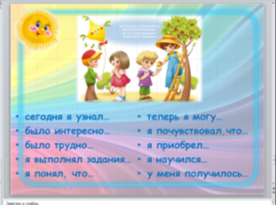 • сегодня я узнал...
• было интересно...
• было трудно...
• я выполнял задания...
• я понял, что...
• теперь я могу...
• я почувствовал,что...
• я приобрел...
• я научился...
• у меня получилось...